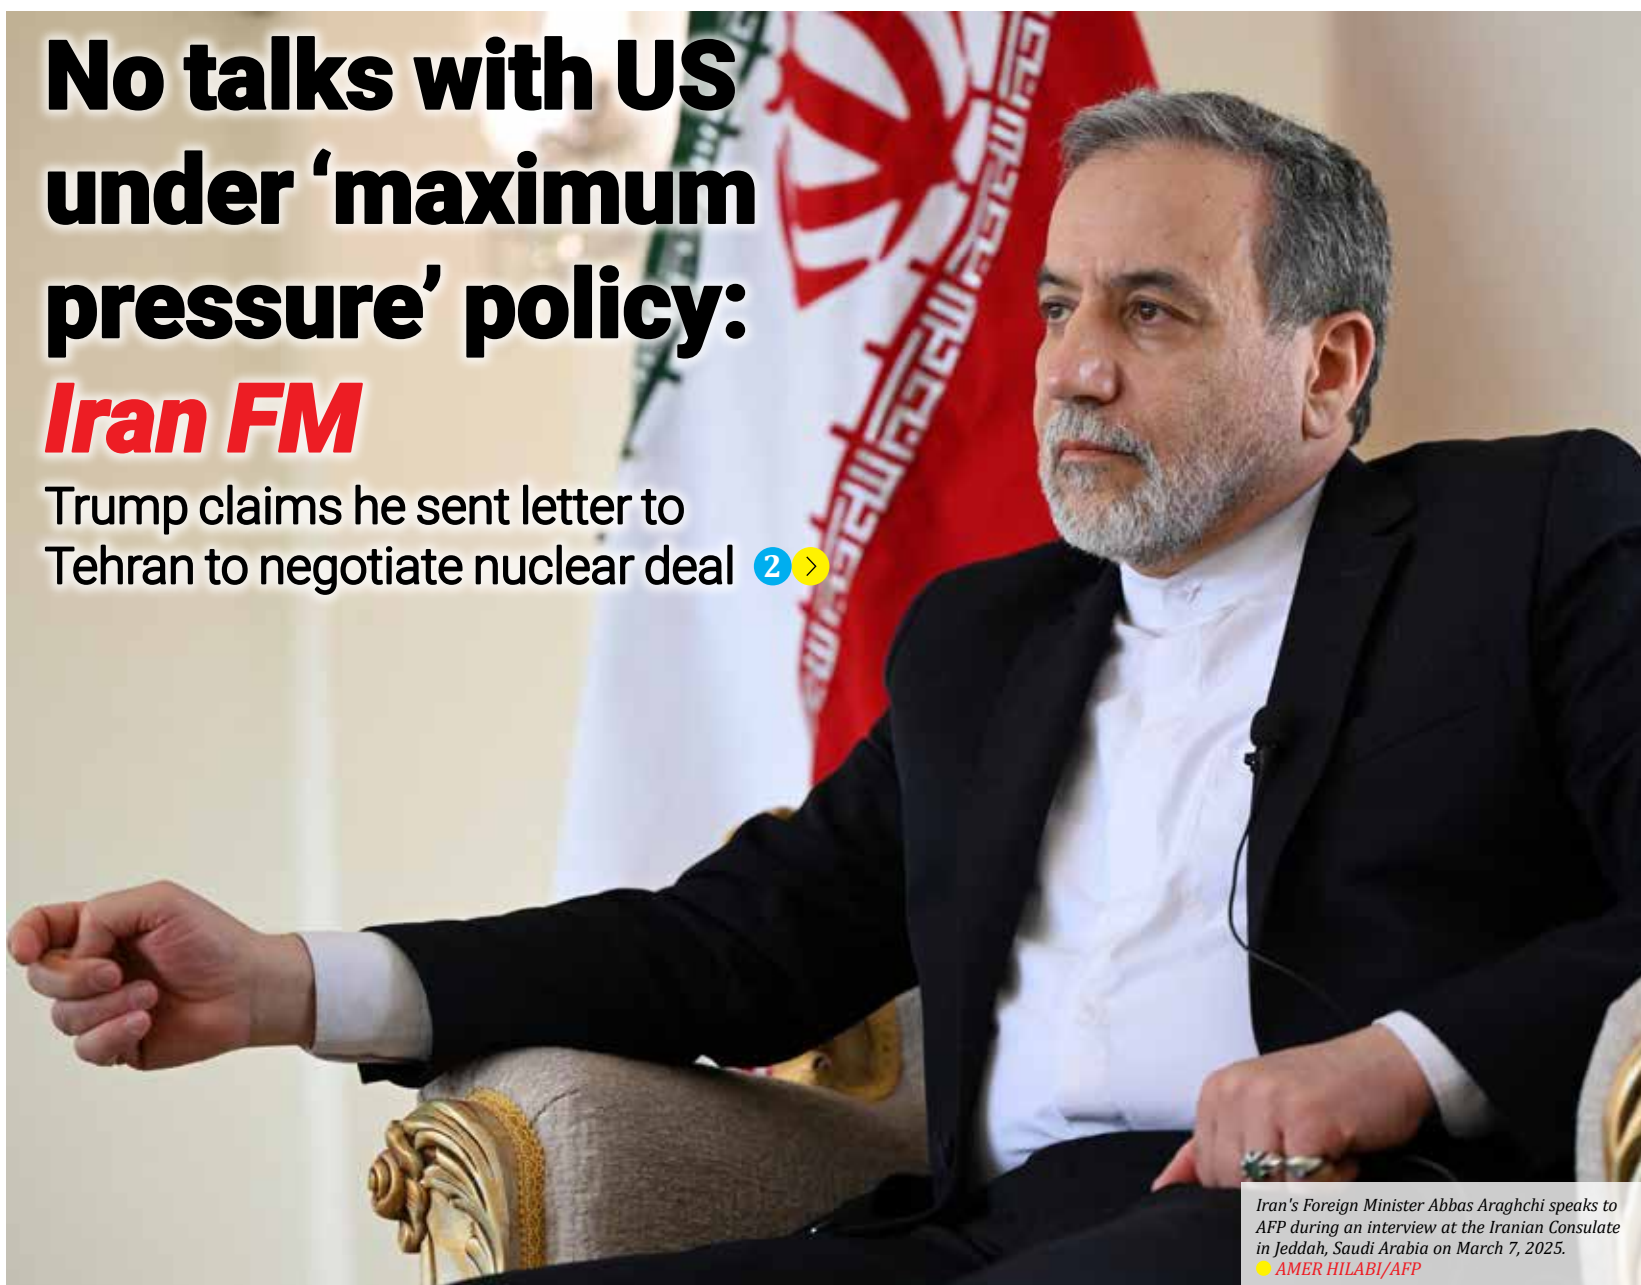 No talks with US
under ‘maximum
pressure’ policy:
Iran FM
Trump claims he sent letter to
Tehran to negotiate nuclear deal 2 >
Iran's Foreign Minister Abbas Araghchi speaks to
AFP during an interview at the Iranian Consulate
in Jeddah, Saudi Arabia on March 7, 2025.
AMER HILABI/AFP